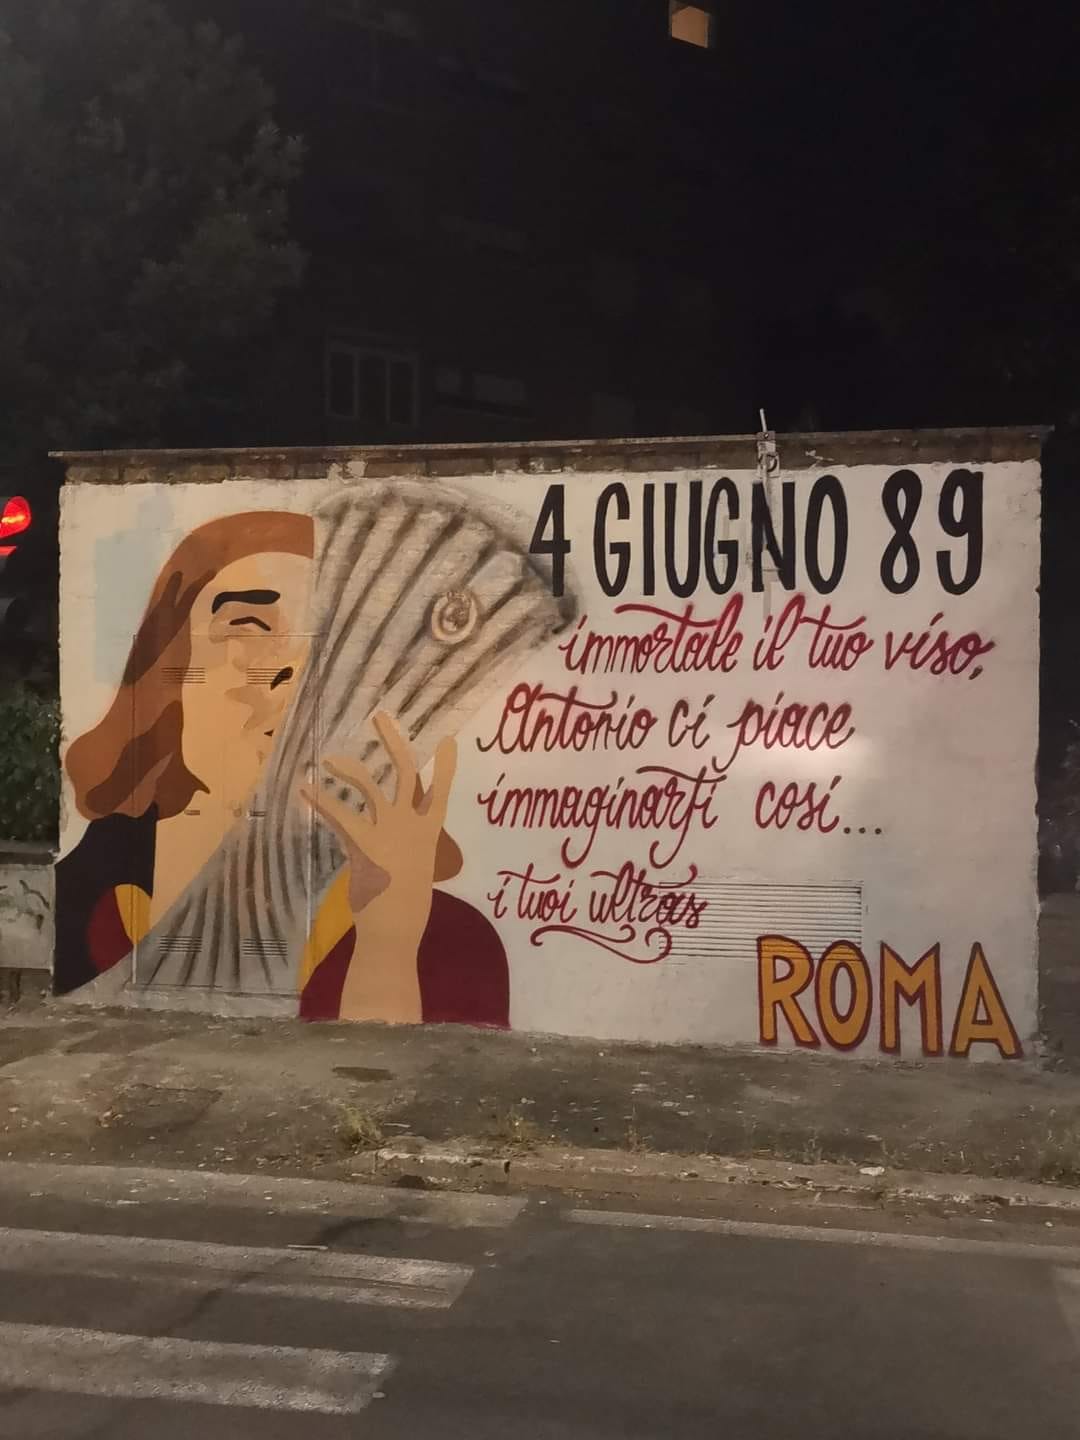 4 GIUGNO 89
immortale il tuo viso,
Antonio ci piace
immaginarti così...
i tuoi ultras
ROMA